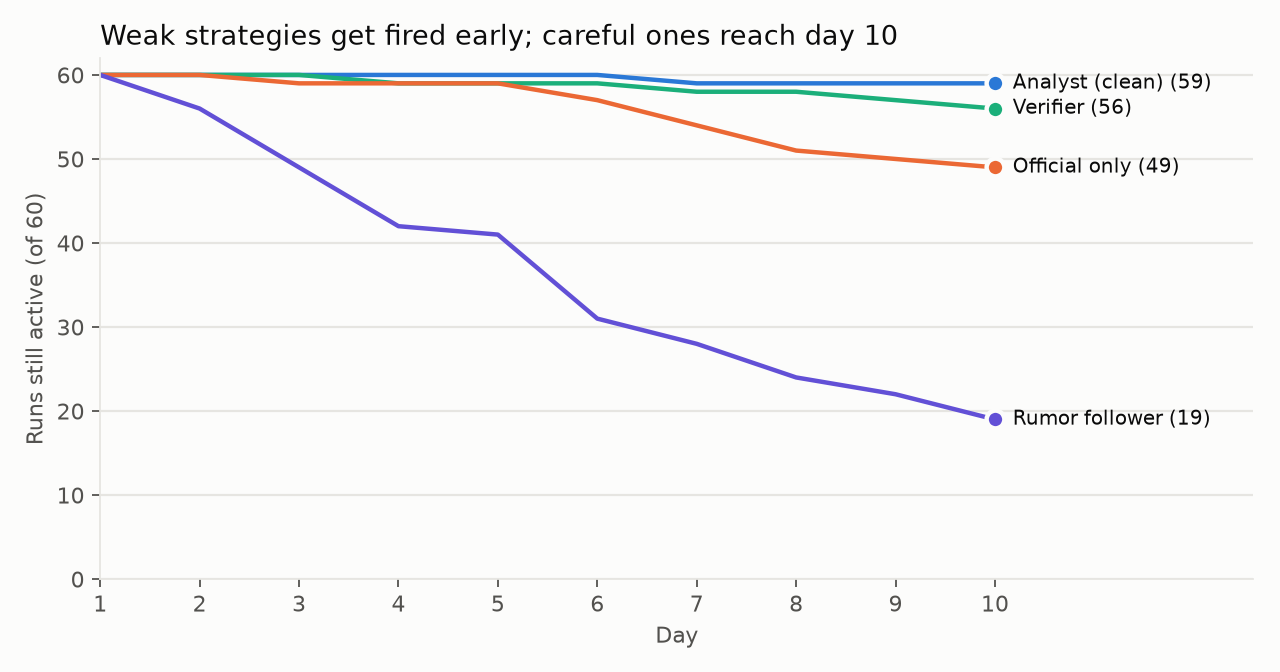 Weak strategies get fired early; careful ones reach day 10
Runs still active (of 60)
60
50
40
30
20
10
0
Analyst (clean) (59)
Verifier (56)
Official only (49)
Rumor follower (19)
1 2 3 4 5 6 7 8 9 10
Day